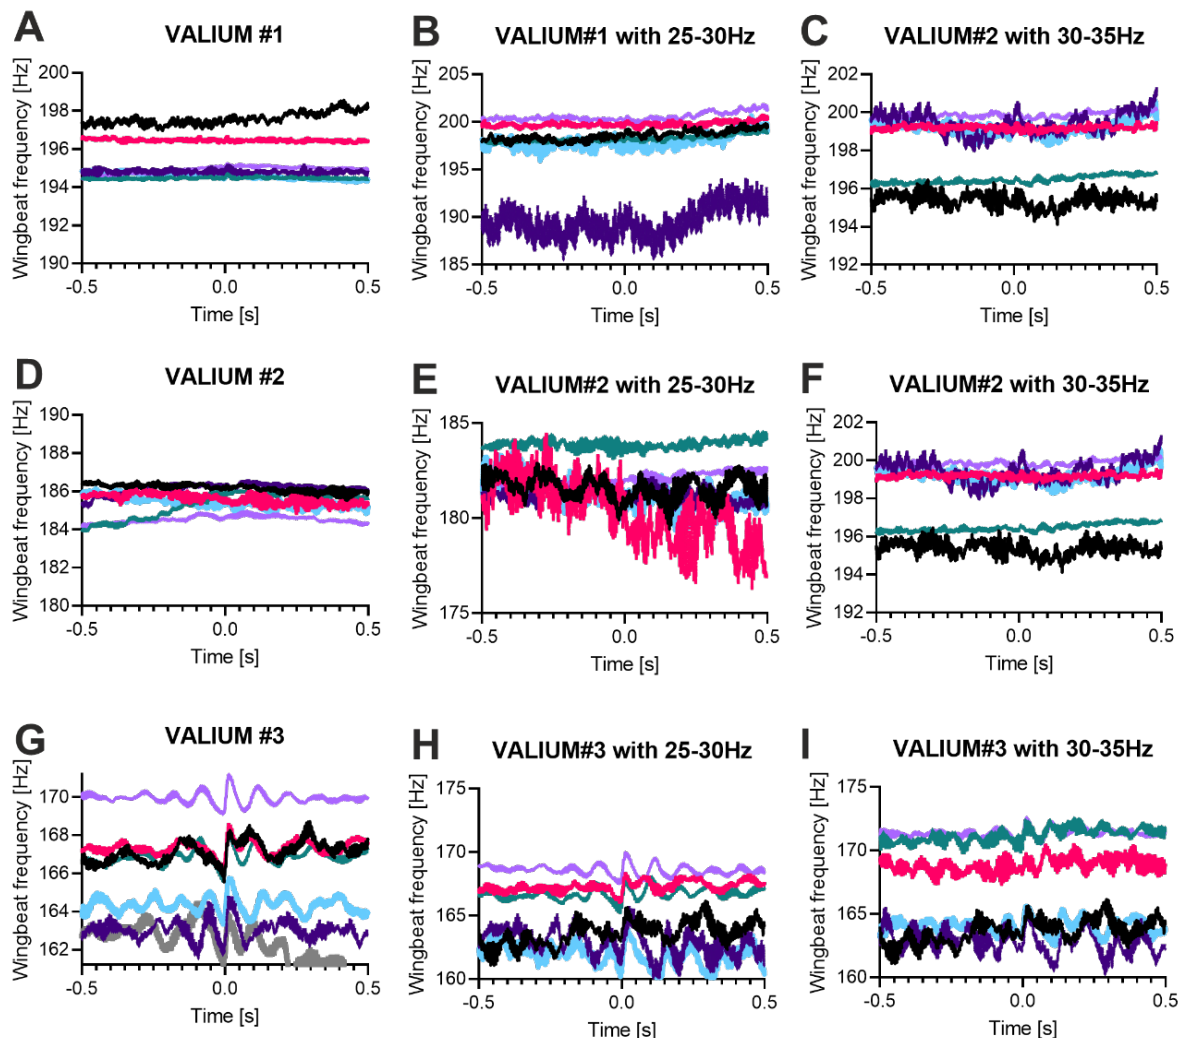 A
VALIUM #1
Wingbeat frequency [Hz]
200
198
196
194
192
190
-0.5
0.0
0.5
Time [s]
B
VALIUM#1 with 25-30Hz
Wingbeat frequency [Hz]
205
200
195
190
185
-0.5
0.0
0.5
Time [s]
C
VALIUM#2 with 30-35Hz
Wingbeat frequency [Hz]
202
200
198
196
194
192
-0.5
0.0
0.5
Time [s]
D
VALIUM #2
Wingbeat frequency [Hz]
190
188
186
184
182
180
-0.5
0.0
0.5
Time [s]
E
VALIUM#2 with 25-30Hz
Wingbeat frequency [Hz]
185
180
175
-0.5
0.0
0.5
Time [s]
F
VALIUM#2 with 30-35Hz
Wingbeat frequency [Hz]
202
200
198
196
194
192
-0.5
0.0
0.5
Time [s]
G
VALIUM #3
Wingbeat frequency [Hz]
170
168
166
164
162
-0.5
0.0
0.5
Time [s]
H
VALIUM#3 with 25-30Hz
Wingbeat frequency [Hz]
175
170
165
160
-0.5
0.0
0.5
Time [s]
I
VALIUM#3 with 30-35Hz
Wingbeat frequency [Hz]
175
170
165
160
-0.5
0.0
0.5
Time [s]